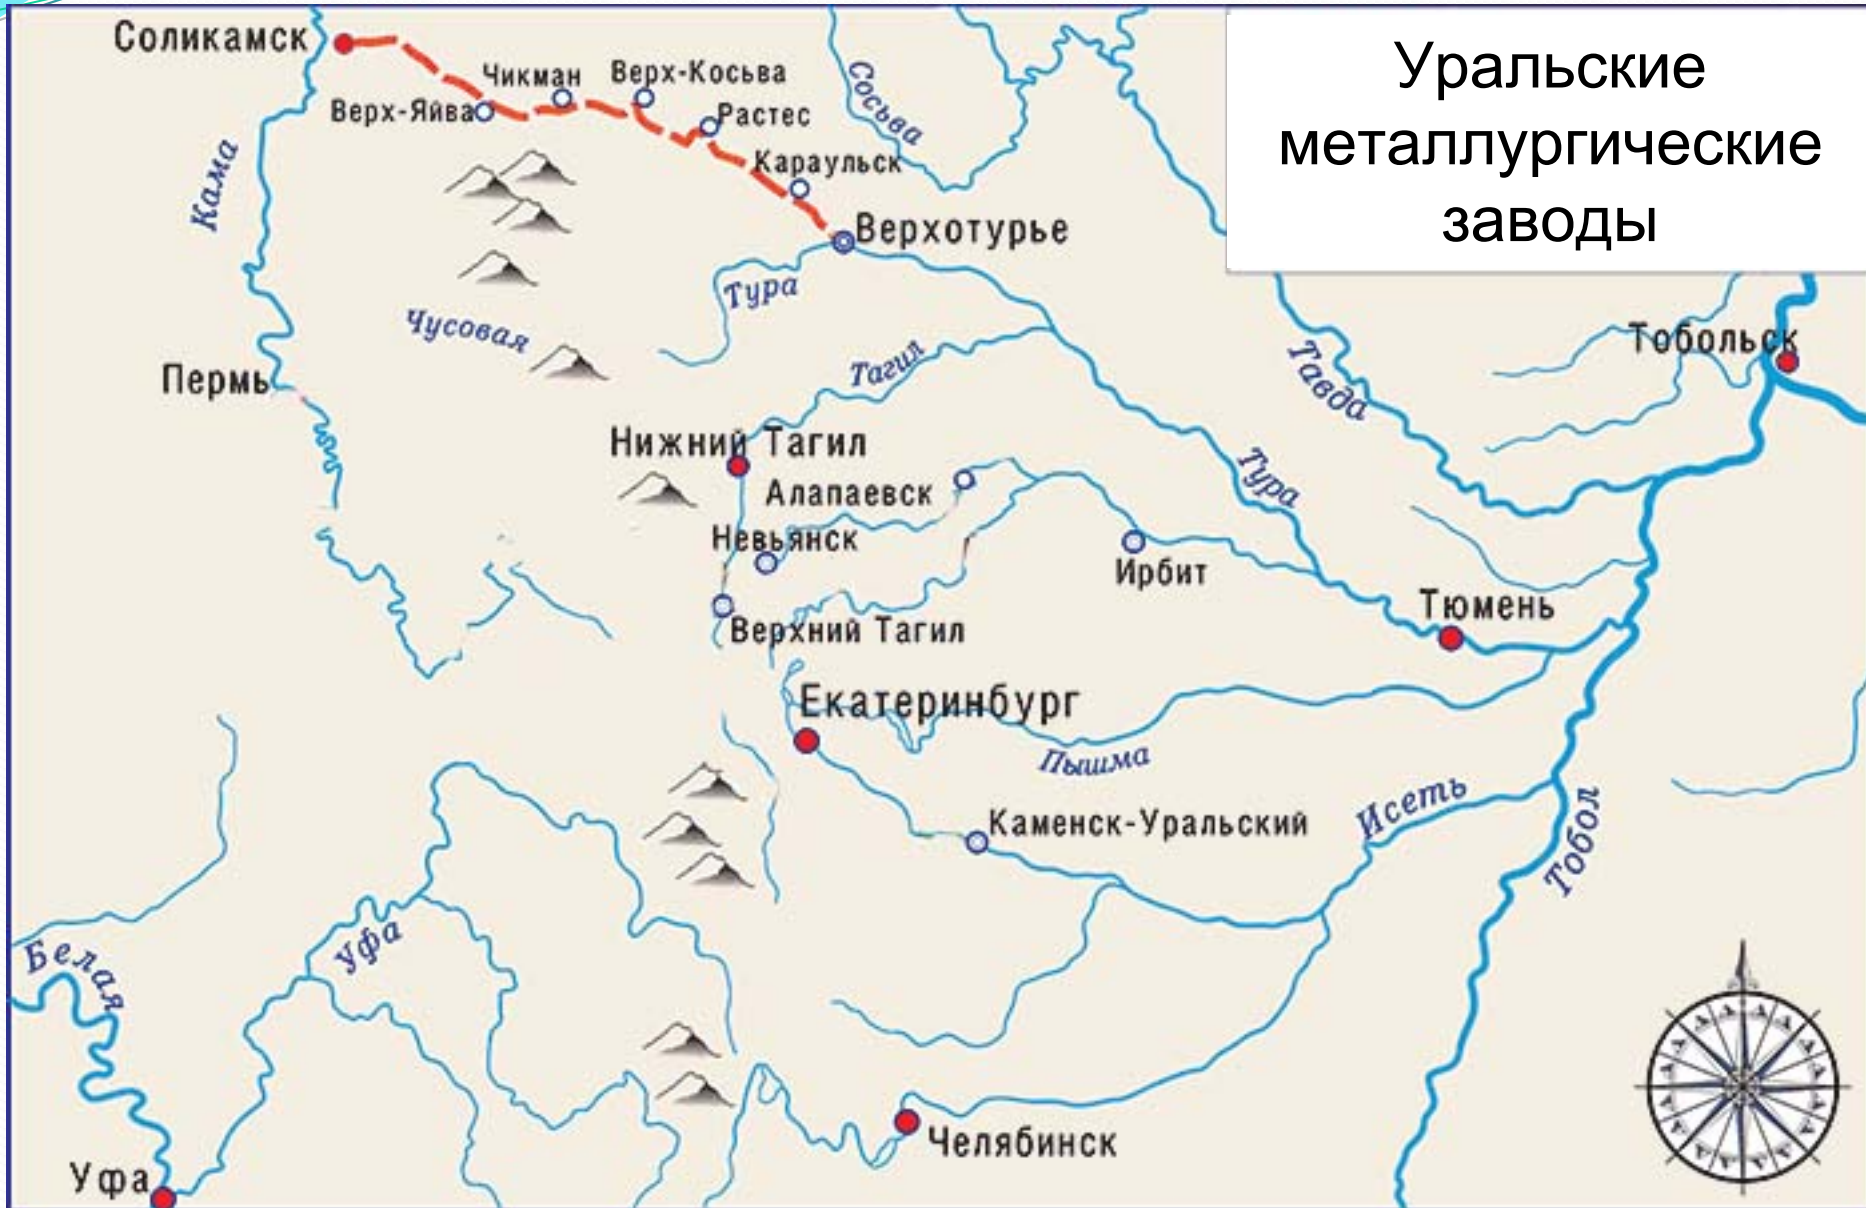 Уральские
металлургические
заводы
Соликамск
Чикман
Верх-Косьва
Верх-Яйва
Растес
Сосьва
Караульск
Кама
Верхотурье
Тура
Чусовая
Тобольск
Тагил
Тавда
Пермь
Нижний Тагил
Тура
Алапаевск
Невьянск
Ирбит
Тюмень
Верхний Тагил
Екатеринбург
Пышма
Исеть
Каменск-Уральский
Тобол
Уфа
Белая
Челябинск
Уфа